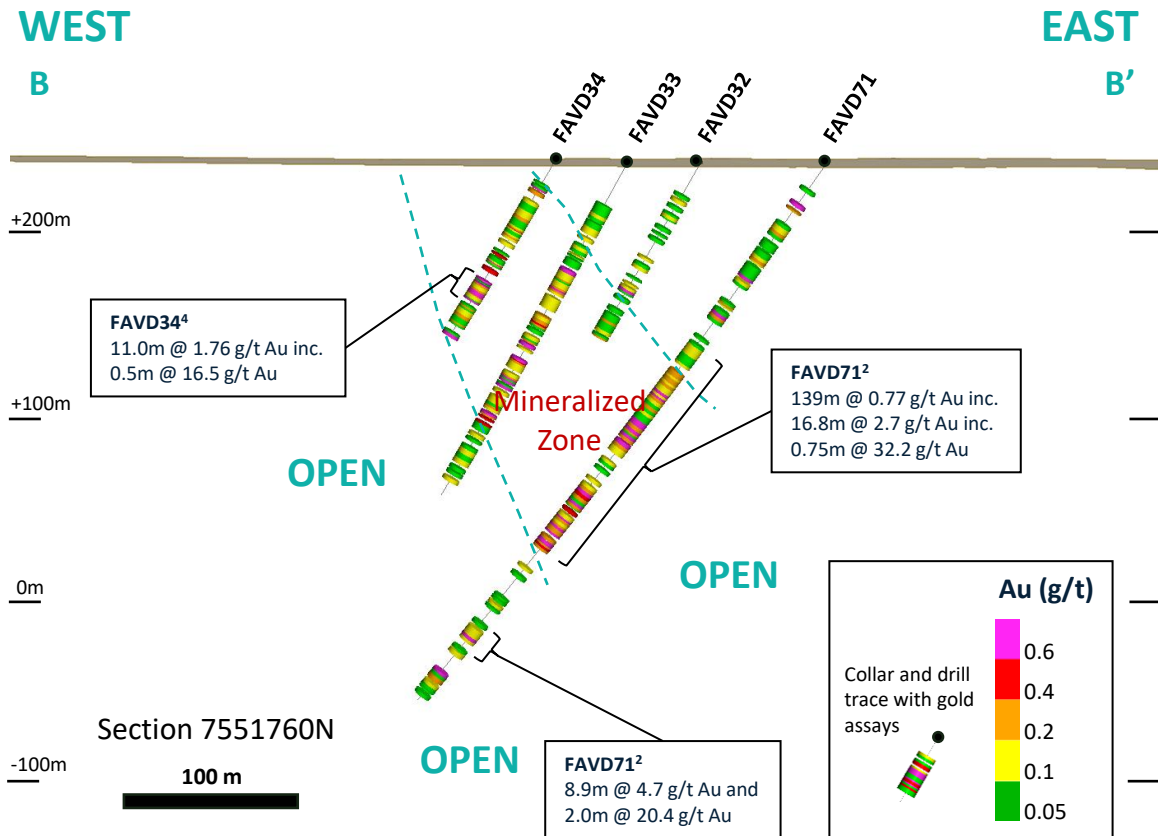 WEST
EAST
B
B'
FAVD34
FAVD33
FAVD32
FAVD71
+200m
FAVD34⁴
11.0m @ 1.76 g/t Au inc.
0.5m @ 16.5 g/t Au
FAVD71²
139m @ 0.77 g/t Au inc.
16.8m @ 2.7 g/t Au inc.
0.75m @ 32.2 g/t Au
+100m
Mineralized
Zone
OPEN
OPEN
0m
Au (g/t)
0.6
0.4
0.2
0.1
0.05
Collar and drill
trace with gold
assays
Section 7551760N
OPEN
-100m
100 m
FAVD71²
8.9m @ 4.7 g/t Au and
2.0m @ 20.4 g/t Au